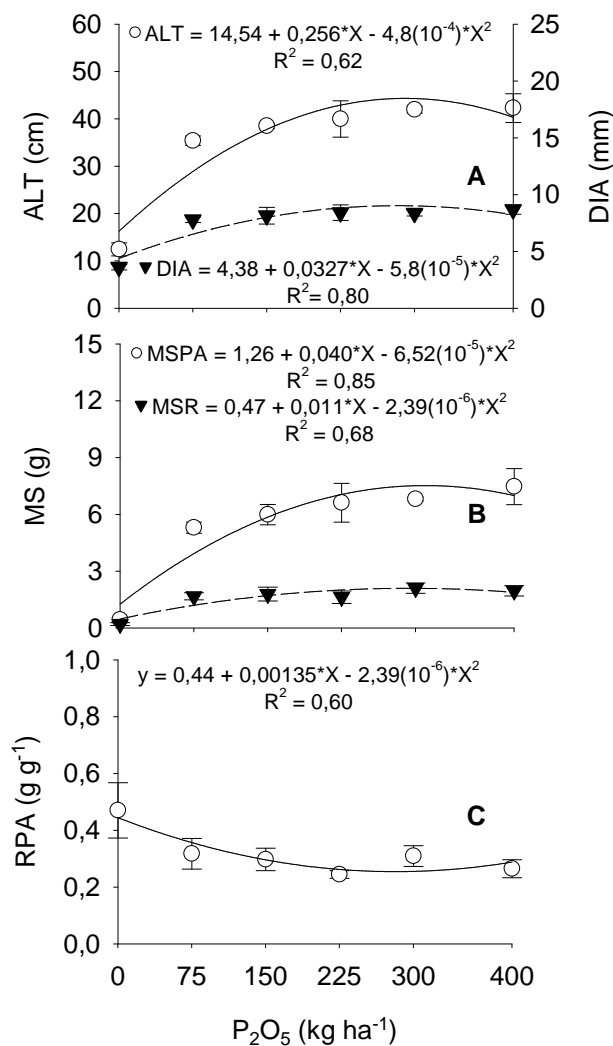 ALT = 14,54 + 0,256*X - 4,8(10⁻⁴)*X²
R² = 0,62
60
50
40
30
20
10
0
ALT (cm)
25
20
15
10
5
0
DIA (mm)
A
DIA = 4,38 + 0,0327*X - 5,8(10⁻⁵)*X²
R² = 0,80
MSPA = 1,26 + 0,040*X - 6,52(10⁻⁵)*X²
R² = 0,85
MSR = 0,47 + 0,011*X - 2,39(10⁻⁶)*X²
R² = 0,68
15
12
9
6
3
0
MS (g)
B
y = 0,44 + 0,00135*X - 2,39(10⁻⁶)*X²
R² = 0,60
1,0
0,8
0,6
0,4
0,2
0,0
RPA (g g⁻¹)
C
0 75 150 225 300 400
P₂O₅ (kg ha⁻¹)